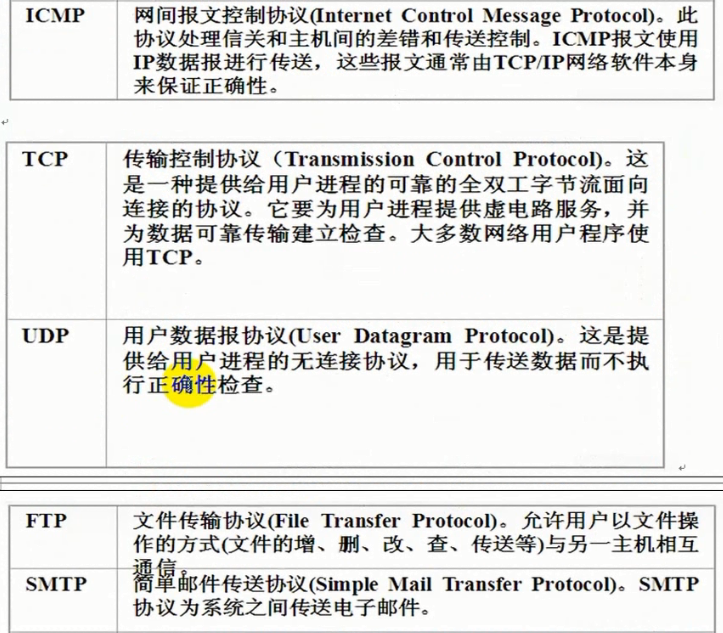 ICMP 网间报文控制协议(Internet Control Message Protocol)。此
协议处理信关和主机间的差错和传送控制。ICMP报文使用
IP数据报进行传送，这些报文通常由TCP/IP网络软件本身
来保证正确性。
TCP 传输控制协议（Transmission Control Protocol)。这
是一种提供给用户进程的可靠的全双工字节流面向
连接的协议。它要为用户进程提供虚电路服务，并
为数据可靠传输建立检查。大多数网络用户程序使
用TCP。
UDP 用户数据报协议(User Datagram Protocol)。这是提
供给用户进程的无连接协议，用于传送数据而不执
行正确性检查。
FTP 文件传输协议(File Transfer Protocol)。允许用户以文件操
作的方式(文件的增、删、改、查、传送等)与另一主机相互
通信。
SMTP 简单邮件传送协议(Simple Mail Transfer Protocol)。SMTP
协议为系统之间传送电子邮件。